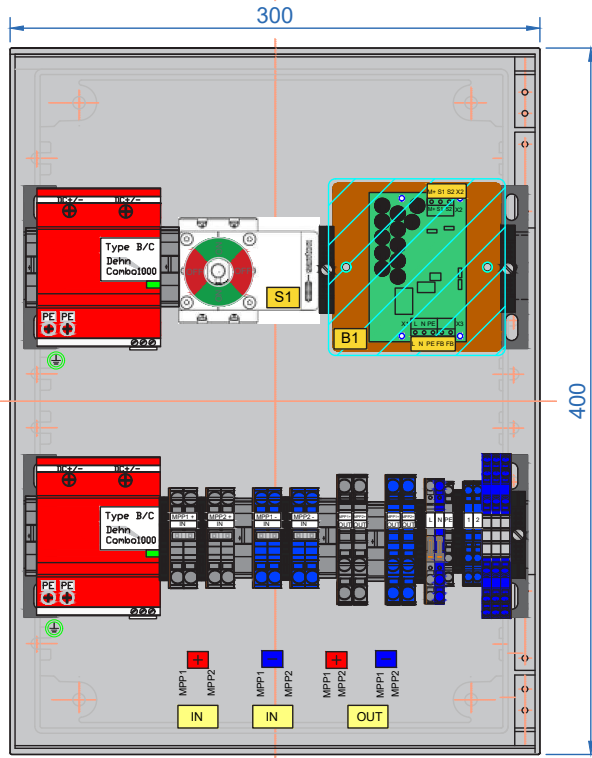 300
400
DC+/-
DC+/-
Type B/C
Dehn
Combo1000
PE
PE
S1
M+ S1 S2 X2
M+ S1 S2 X2
X1 L N PE X3
L N PE FB FB
B1
DC+/-
DC+/-
Type B/C
Dehn
Combo1000
PE
PE
MPP1 +
IN
MPP2 +
IN
MPP1 -
IN
MPP2 -
IN
OUT
OUT
OUT
OUT
L
N
PE
1
2
+
-
+
-
MPP1
MPP2
MPP1
MPP2
MPP1
MPP2
MPP1
MPP2
IN
IN
OUT